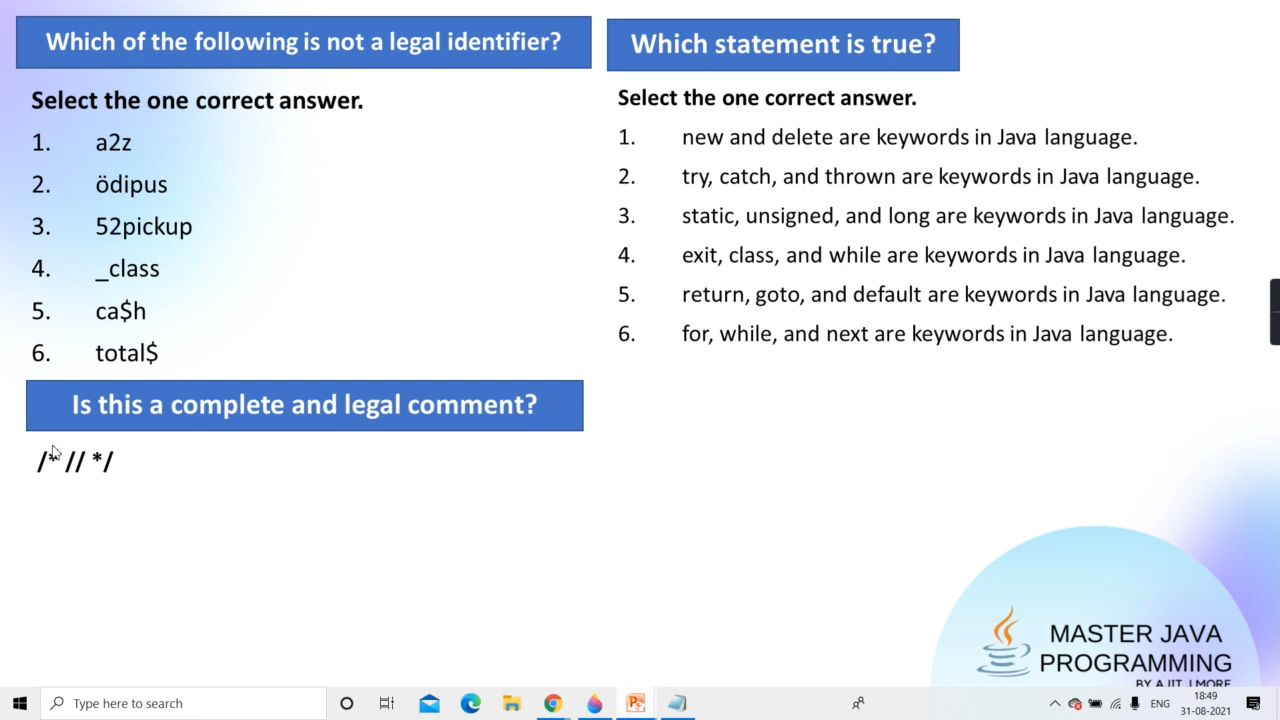 Which of the following is not a legal identifier?
Select the one correct answer.
1. a2z
2. ödipus
3. 52pickup
4. _class
5. ca$h
6. total$
Is this a complete and legal comment?
/* // */
Which statement is true?
Select the one correct answer.
1. new and delete are keywords in Java language.
2. try, catch, and thrown are keywords in Java language.
3. static, unsigned, and long are keywords in Java language.
4. exit, class, and while are keywords in Java language.
5. return, goto, and default are keywords in Java language.
6. for, while, and next are keywords in Java language.
MASTER JAVA
PROGRAMMING
BY AJIT J MORE
Type here to search
ENG
18:49
31-08-2021